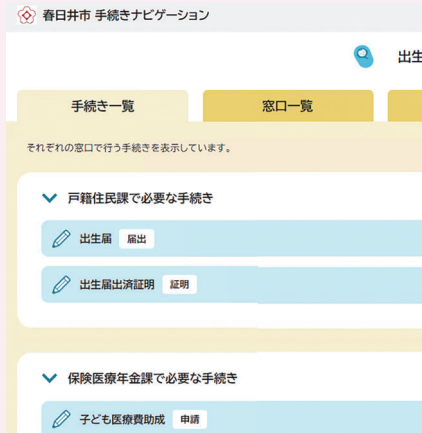 春日井市 手続きナビゲーション
出生
手続き一覧
窓口一覧
それぞれの窓口で行う手続きを表示しています。
戸籍住民課で必要な手続き
出生届 届出
出生届出済証明 証明
保険医療年金課で必要な手続き
子ども医療費助成 申請